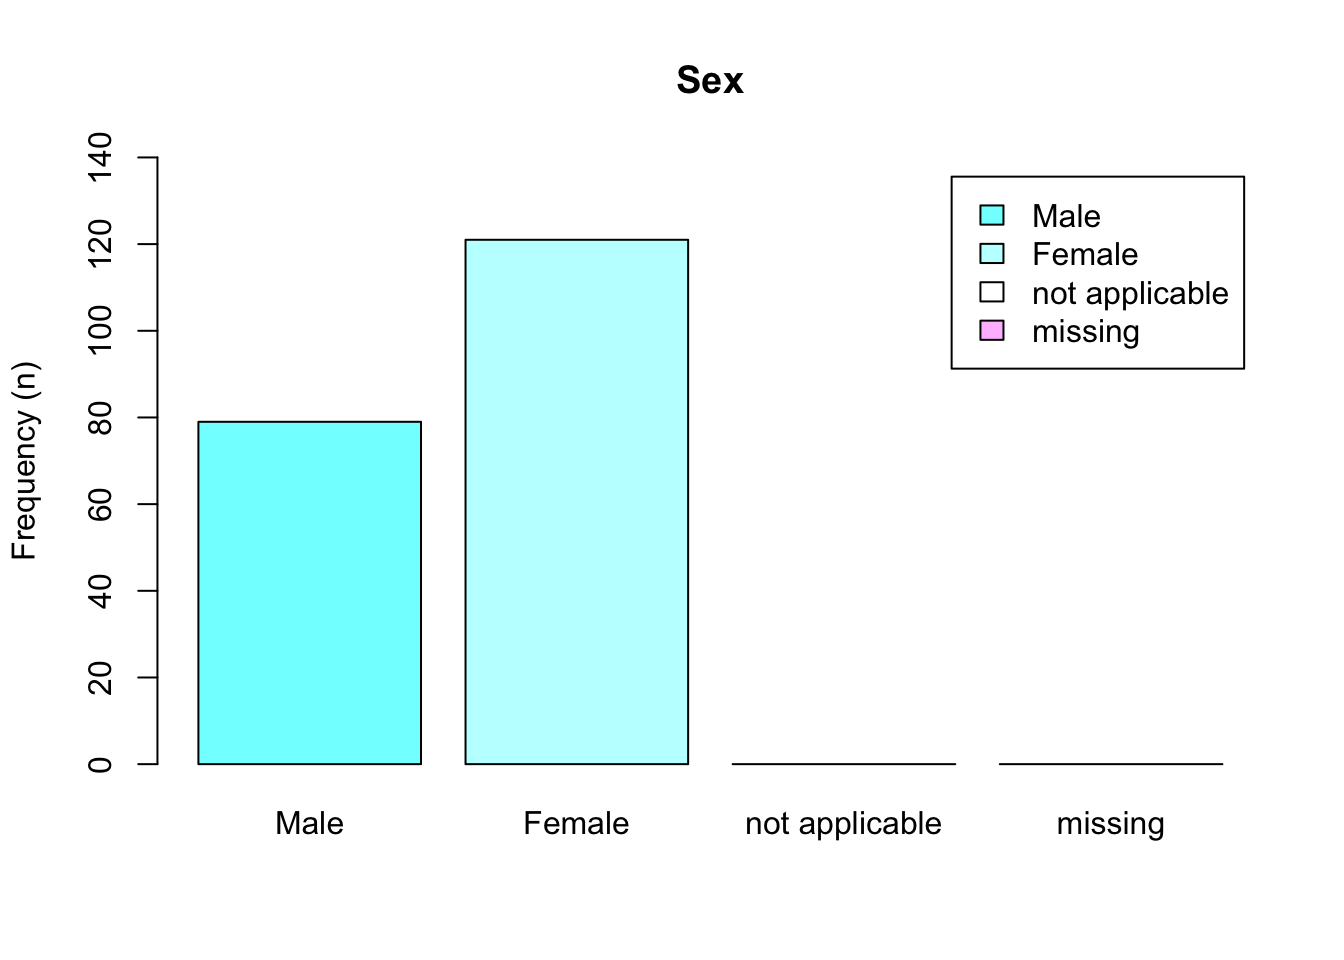 Sex
Frequency (n)
140
120
100
80
60
40
20
0
Male
Female
not applicable
missing
Male
Female
not applicable
missing